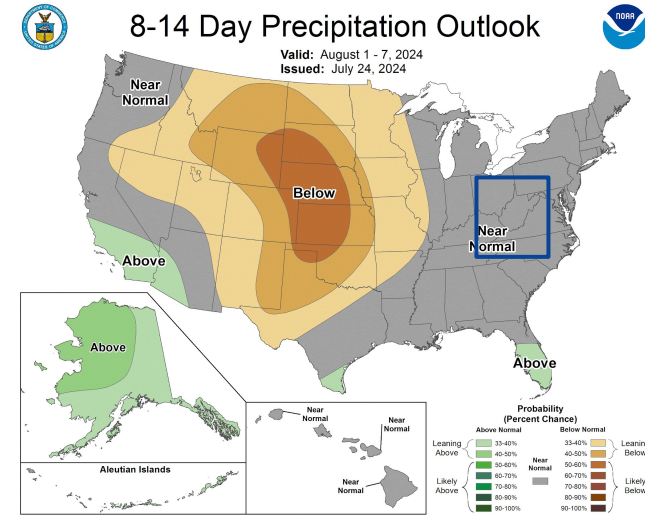 8-14 Day Precipitation Outlook
Valid: August 1 - 7, 2024
Issued: July 24, 2024
NOAA
Near
Normal
Below
Near
Normal
Above
Above
Above
Near
Normal
Near
Normal
Near
Normal
Aleutian Islands
Probability
(Percent Chance)
Above Normal
Below Normal
Leaning
Above
33-40%
40-50%
Likely
Above
50-60%
60-70%
70-80%
80-90%
90-100%
Near
Normal
33-40%
40-50%
50-60%
60-70%
70-80%
80-90%
90-100%
Leanin
Below
Likely
Below